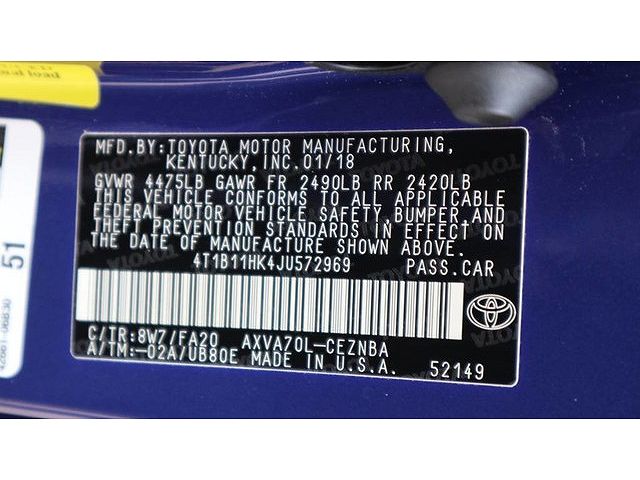 MFD.BY:TOYOTA MOTOR MANUFACTURING,
KENTUCKY, INC.01/18
GVWR 4475LB GAWR FR 2490LB RR 2420LB
THIS VEHICLE CONFORMS TO ALL APPLICABLE
FEDERAL MOTOR VEHICLE SAFETY,BUMPER,AND
THEFT PREVENTION STANDARDS IN EFFECT ON
THE DATE OF MANUFACTURE SHOWN ABOVE.
4T1B11HK4JU572969 PASS.CAR
C/TR:8W7/FA20 AXVA70L-CEZNBA
A/TM:-02A/UB80E MADE IN U.S.A. 52149
51